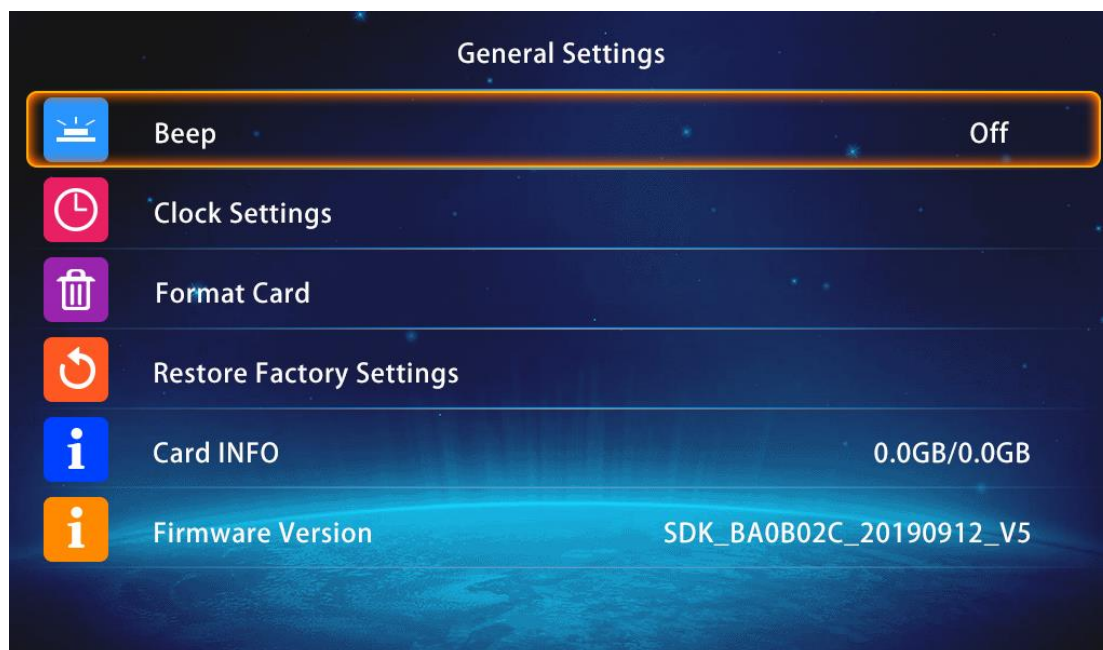 General Settings
Beep Off
Clock Settings
Format Card
Restore Factory Settings
Card INFO 0.0GB/0.0GB
Firmware Version SDK_BA0B02C_20190912_V5